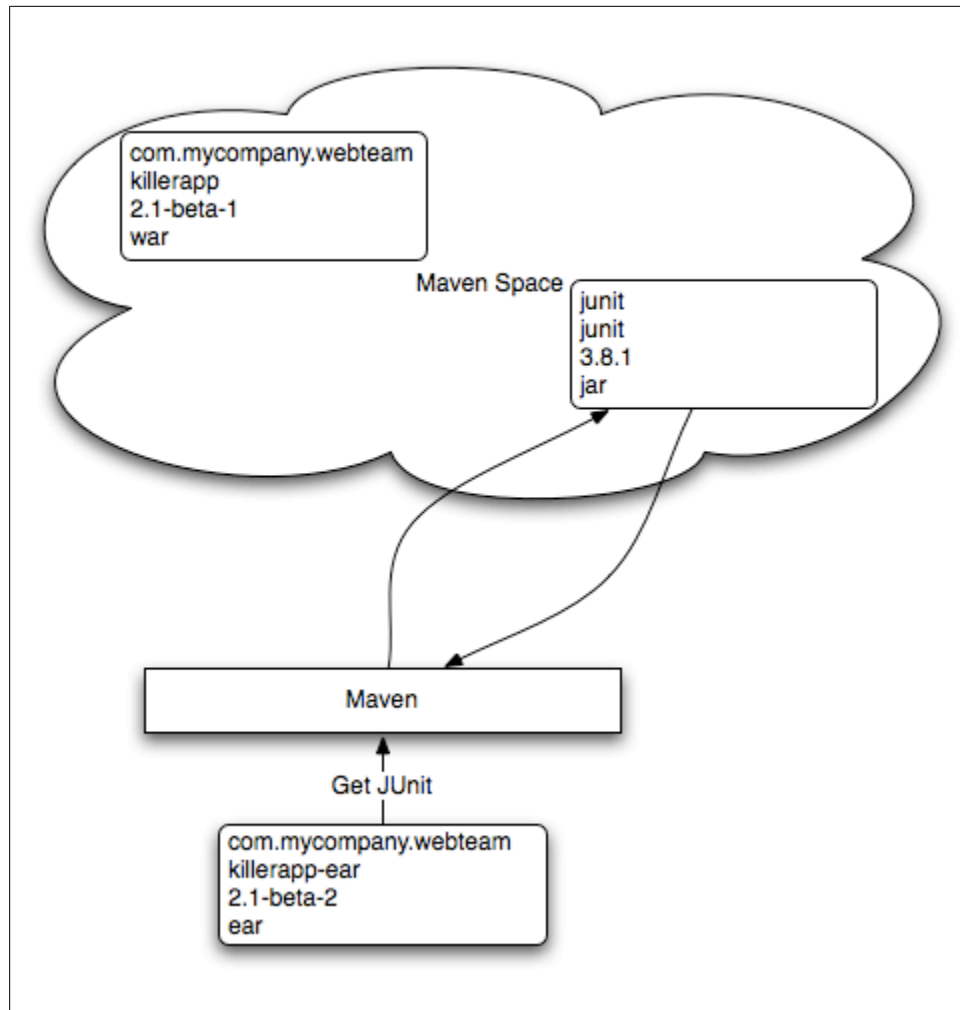 com.mycompany.webteam
killerapp
2.1-beta-1
war
Maven Space
junit
junit
3.8.1
jar
Maven
Get JUnit
com.mycompany.webteam
killerapp-ear
2.1-beta-2
ear